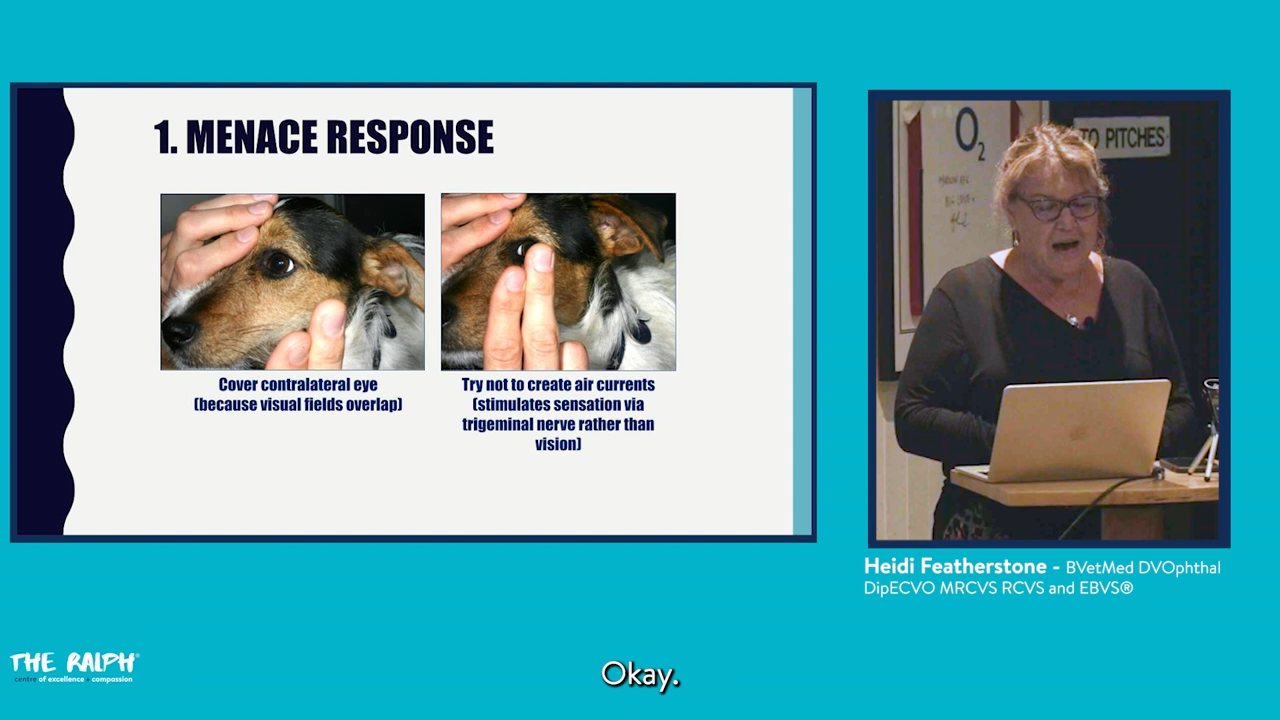 1. MENACE RESPONSE
Cover contralateral eye
(because visual fields overlap)
Try not to create air currents
(stimulates sensation via
trigeminal nerve rather than
vision)
O2
TO PITCHES
Heidi Featherstone - BVetMed DVOphthal
DipECVO MRCVS RCVS and EBVS®
THE RALPH®
centre of excellence + compassion
Okay.